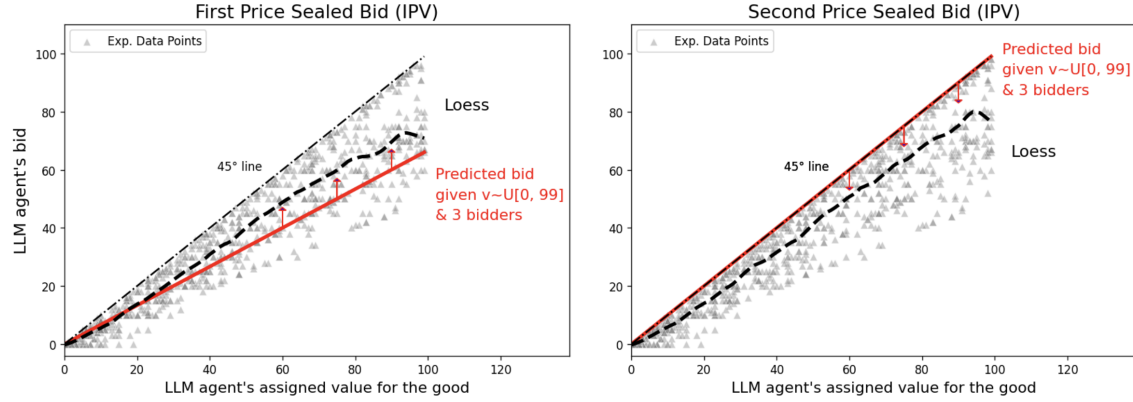 First Price Sealed Bid (IPV)
Exp. Data Points
Loess
45° line
Predicted bid
given v~U[0, 99]
& 3 bidders
LLM agent's bid
100
80
60
40
20
0
0 20 40 60 80 100 120
LLM agent's assigned value for the good
Second Price Sealed Bid (IPV)
Exp. Data Points
Predicted bid
given v~U[0, 99]
& 3 bidders
45° line
Loess
100
80
60
40
20
0
0 20 40 60 80 100 120
LLM agent's assigned value for the good